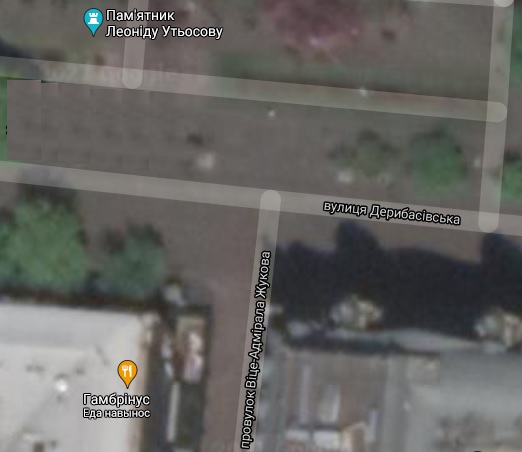 Пам'ятник
Леоніду Утьосову
вулиця Дерибасівська
провулок Віце-Адмірала Жукова
Гамбрінус
Еда навынос